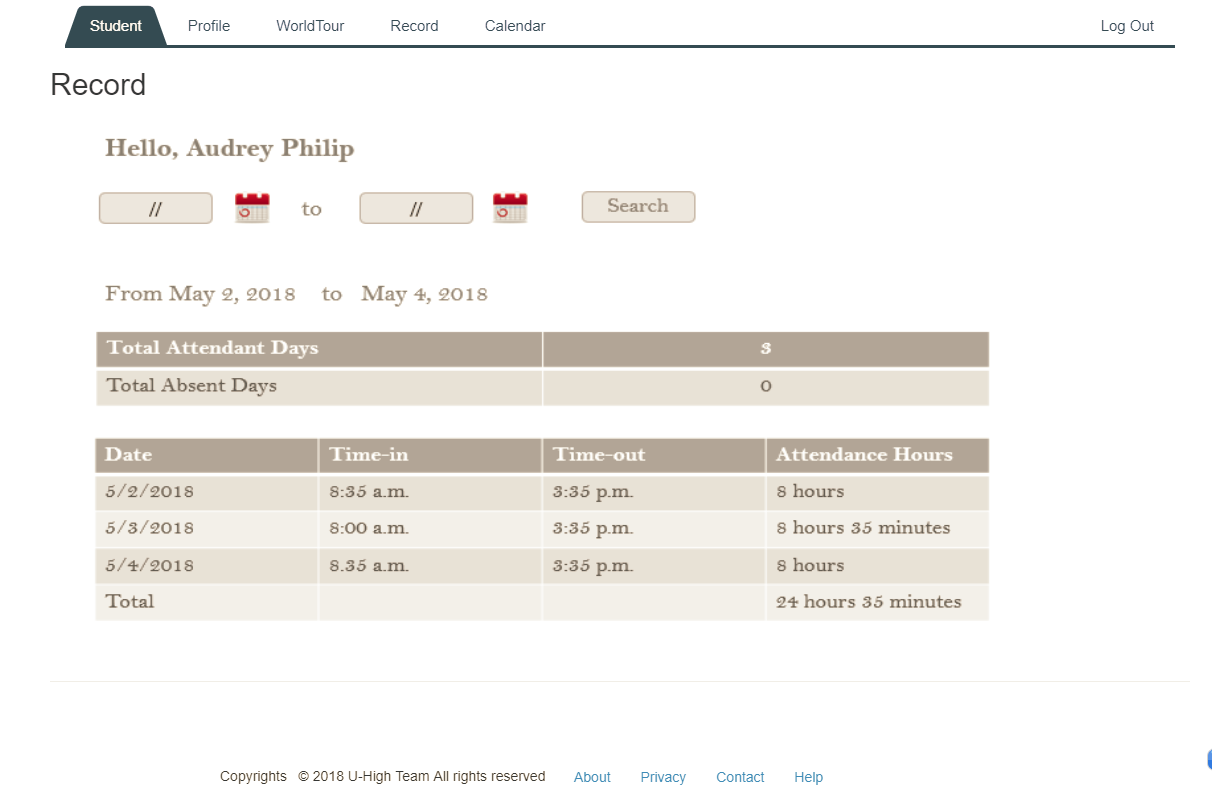 Student Profile WorldTour Record Calendar Log Out
Record
Hello, Audrey Philip
// to // Search
From May 2, 2018 to May 4, 2018
Total Attendant Days 3
Total Absent Days 0
Date Time-in Time-out Attendance Hours
5/2/2018 8:35 a.m. 3:35 p.m. 8 hours
5/3/2018 8:00 a.m. 3:35 p.m. 8 hours 35 minutes
5/4/2018 8.35 a.m. 3:35 p.m. 8 hours
Total 24 hours 35 minutes
Copyrights © 2018 U-High Team All rights reserved About Privacy Contact Help